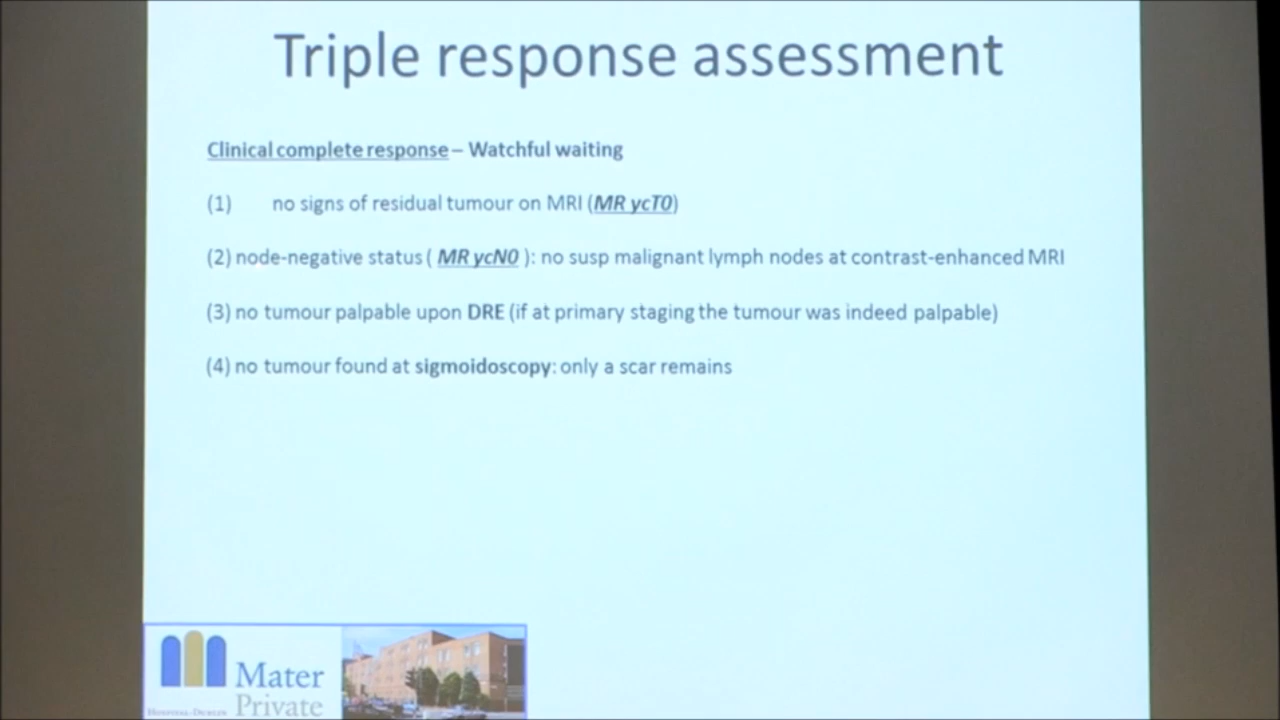 Triple response assessment
Clinical complete response – Watchful waiting
(1) no signs of residual tumour on MRI (MR ycT0)
(2) node-negative status ( MR ycN0 ): no susp malignant lymph nodes at contrast-enhanced MRI
(3) no tumour palpable upon DRE (if at primary staging the tumour was indeed palpable)
(4) no tumour found at sigmoidoscopy: only a scar remains
Mater
Private
Hospital-Dublin